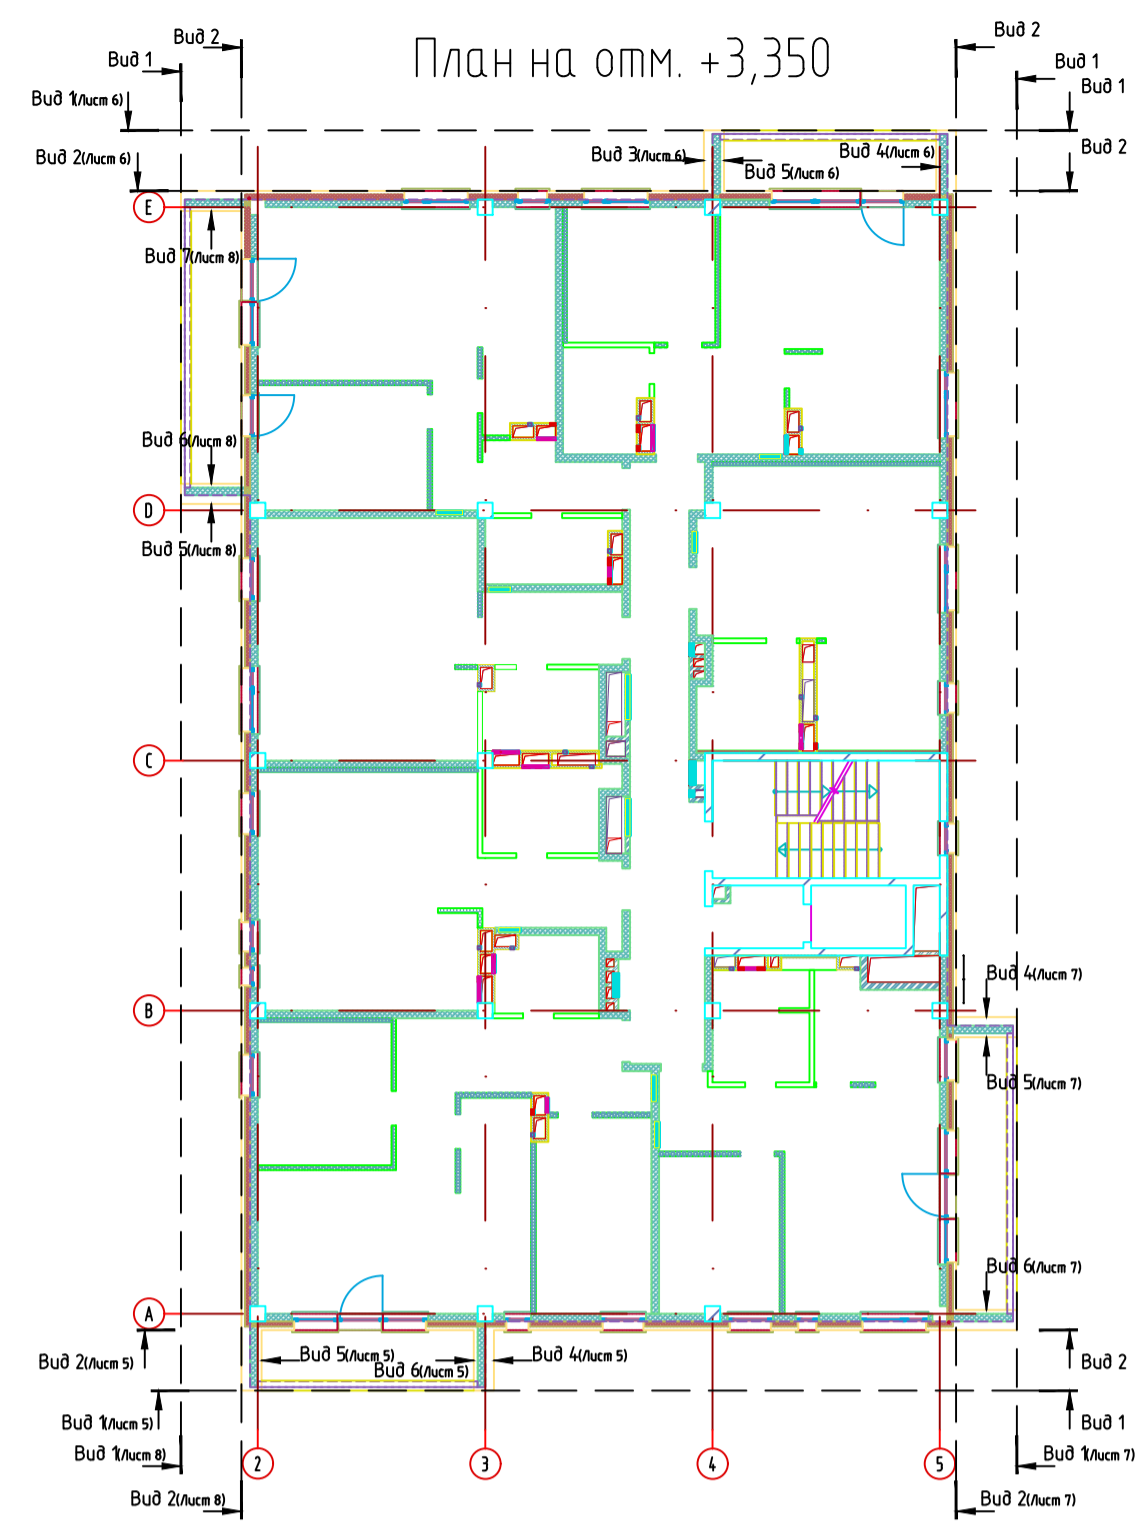 План на отм. +3,350
Вид 2
Вид 2
Вид 1
Вид 1
Вид 1(Лист 6)
Вид 1
Вид 2(Лист 6)
Вид 3(Лист 6)
Вид 4(Лист 6)
Вид 2
Вид 5(Лист 6)
E
Вид 7(Лист 8)
Вид 6(Лист 8)
D
Вид 5(Лист 8)
C
Вид 4(Лист 7)
B
Вид 5(Лист 7)
Вид 6(Лист 7)
A
Вид 2(Лист 5)
Вид 5(Лист 5)
Вид 4(Лист 5)
Вид 2
Вид 6(Лист 5)
Вид 1(Лист 5)
Вид 1
Вид 1(Лист 8)
Вид 1(Лист 7)
2
3
4
5
Вид 2(Лист 8)
Вид 2(Лист 7)